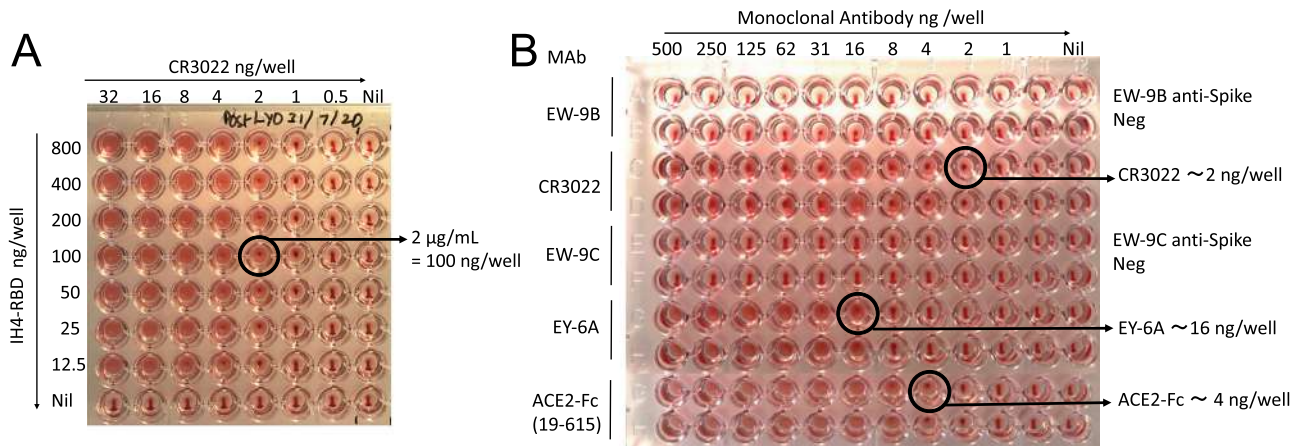 A
CR3022 ng/well
32 16 8 4 2 1 0.5 Nil
Post LYO 31/7/20
IH4-RBD ng/well
800
400
200
100
50
25
12.5
Nil
2 µg/mL
= 100 ng/well
B
Monoclonal Antibody ng /well
MAb
500 250 125 62 31 16 8 4 2 1 Nil
EW-9B
CR3022
EW-9C
EY-6A
ACE2-Fc
(19-615)
EW-9B anti-Spike
Neg
CR3022 ~2 ng/well
EW-9C anti-Spike
Neg
EY-6A ~16 ng/well
ACE2-Fc ~ 4 ng/well